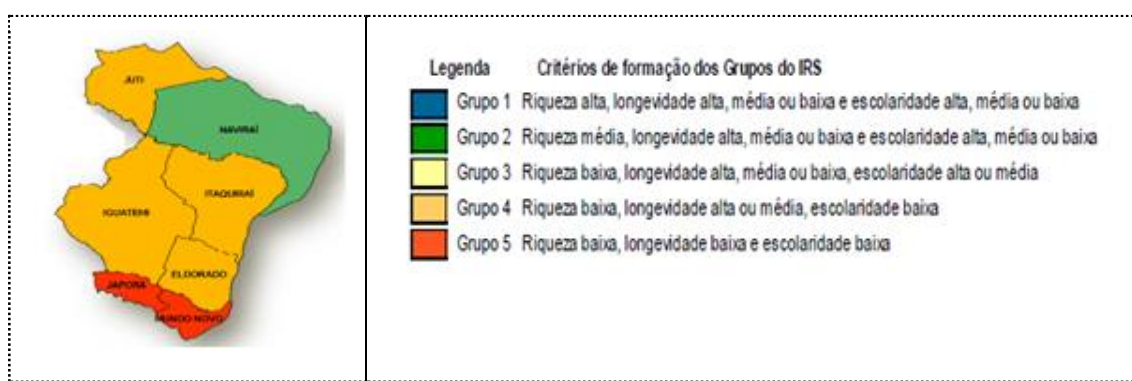 JUTI
NAVIRAÍ
ITAQUIRAÍ
IGUATEMI
ELDORADO
JAPORÃ
MUNDO NOVO
Legenda Critérios de formação dos Grupos do IRS
Grupo 1 Riqueza alta, longevidade alta, média ou baixa e escolaridade alta, média ou baixa
Grupo 2 Riqueza média, longevidade alta, média ou baixa e escolaridade alta, média ou baixa
Grupo 3 Riqueza baixa, longevidade alta, média ou baixa, escolaridade alta ou média
Grupo 4 Riqueza baixa, longevidade alta ou média, escolaridade baixa
Grupo 5 Riqueza baixa, longevidade baixa e escolaridade baixa